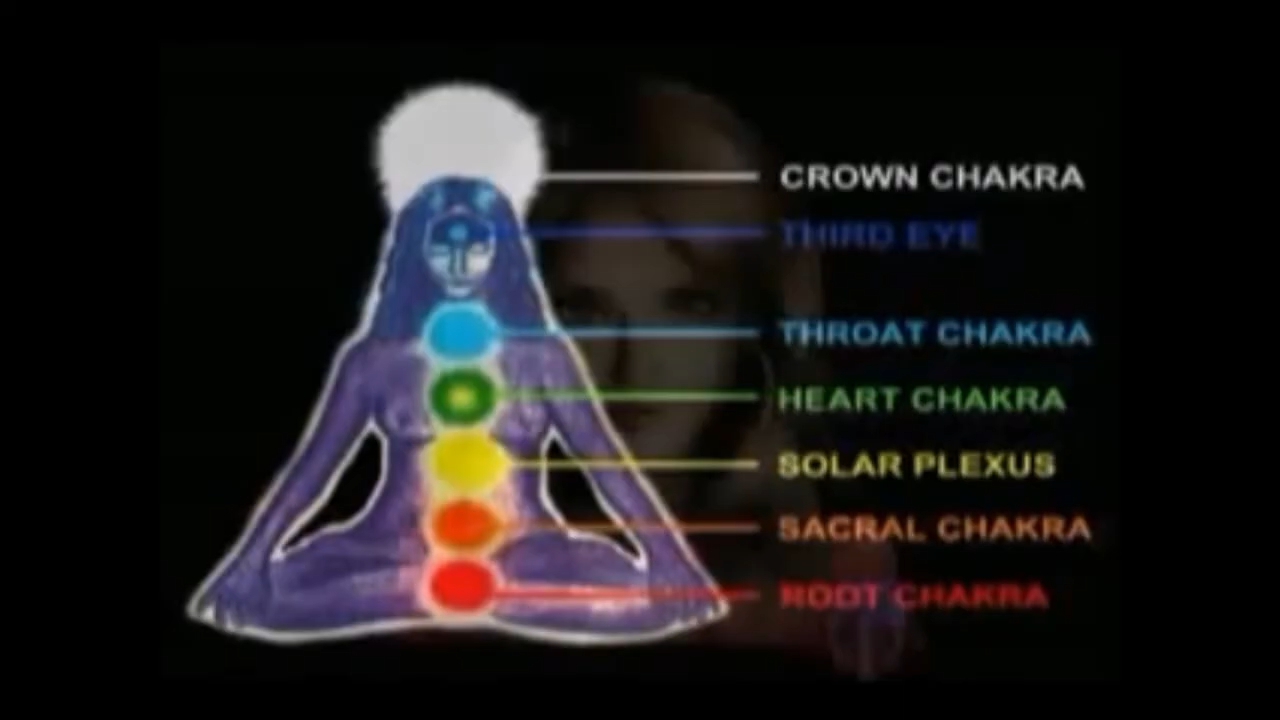 CROWN CHAKRA
THIRD EYE
THROAT CHAKRA
HEART CHAKRA
SOLAR PLEXUS
SACRAL CHAKRA
ROOT CHAKRA